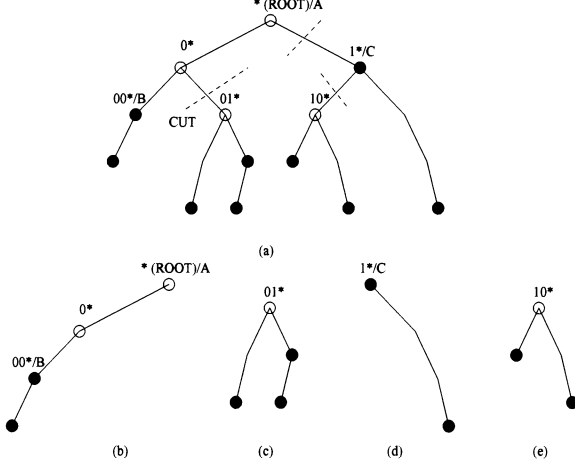 * (ROOT)/A
0*
1*/C
00*/B
01*
10*
CUT
(a)
* (ROOT)/A
1*/C
01*
10*
0*
00*/B
(b)
(c)
(d)
(e)